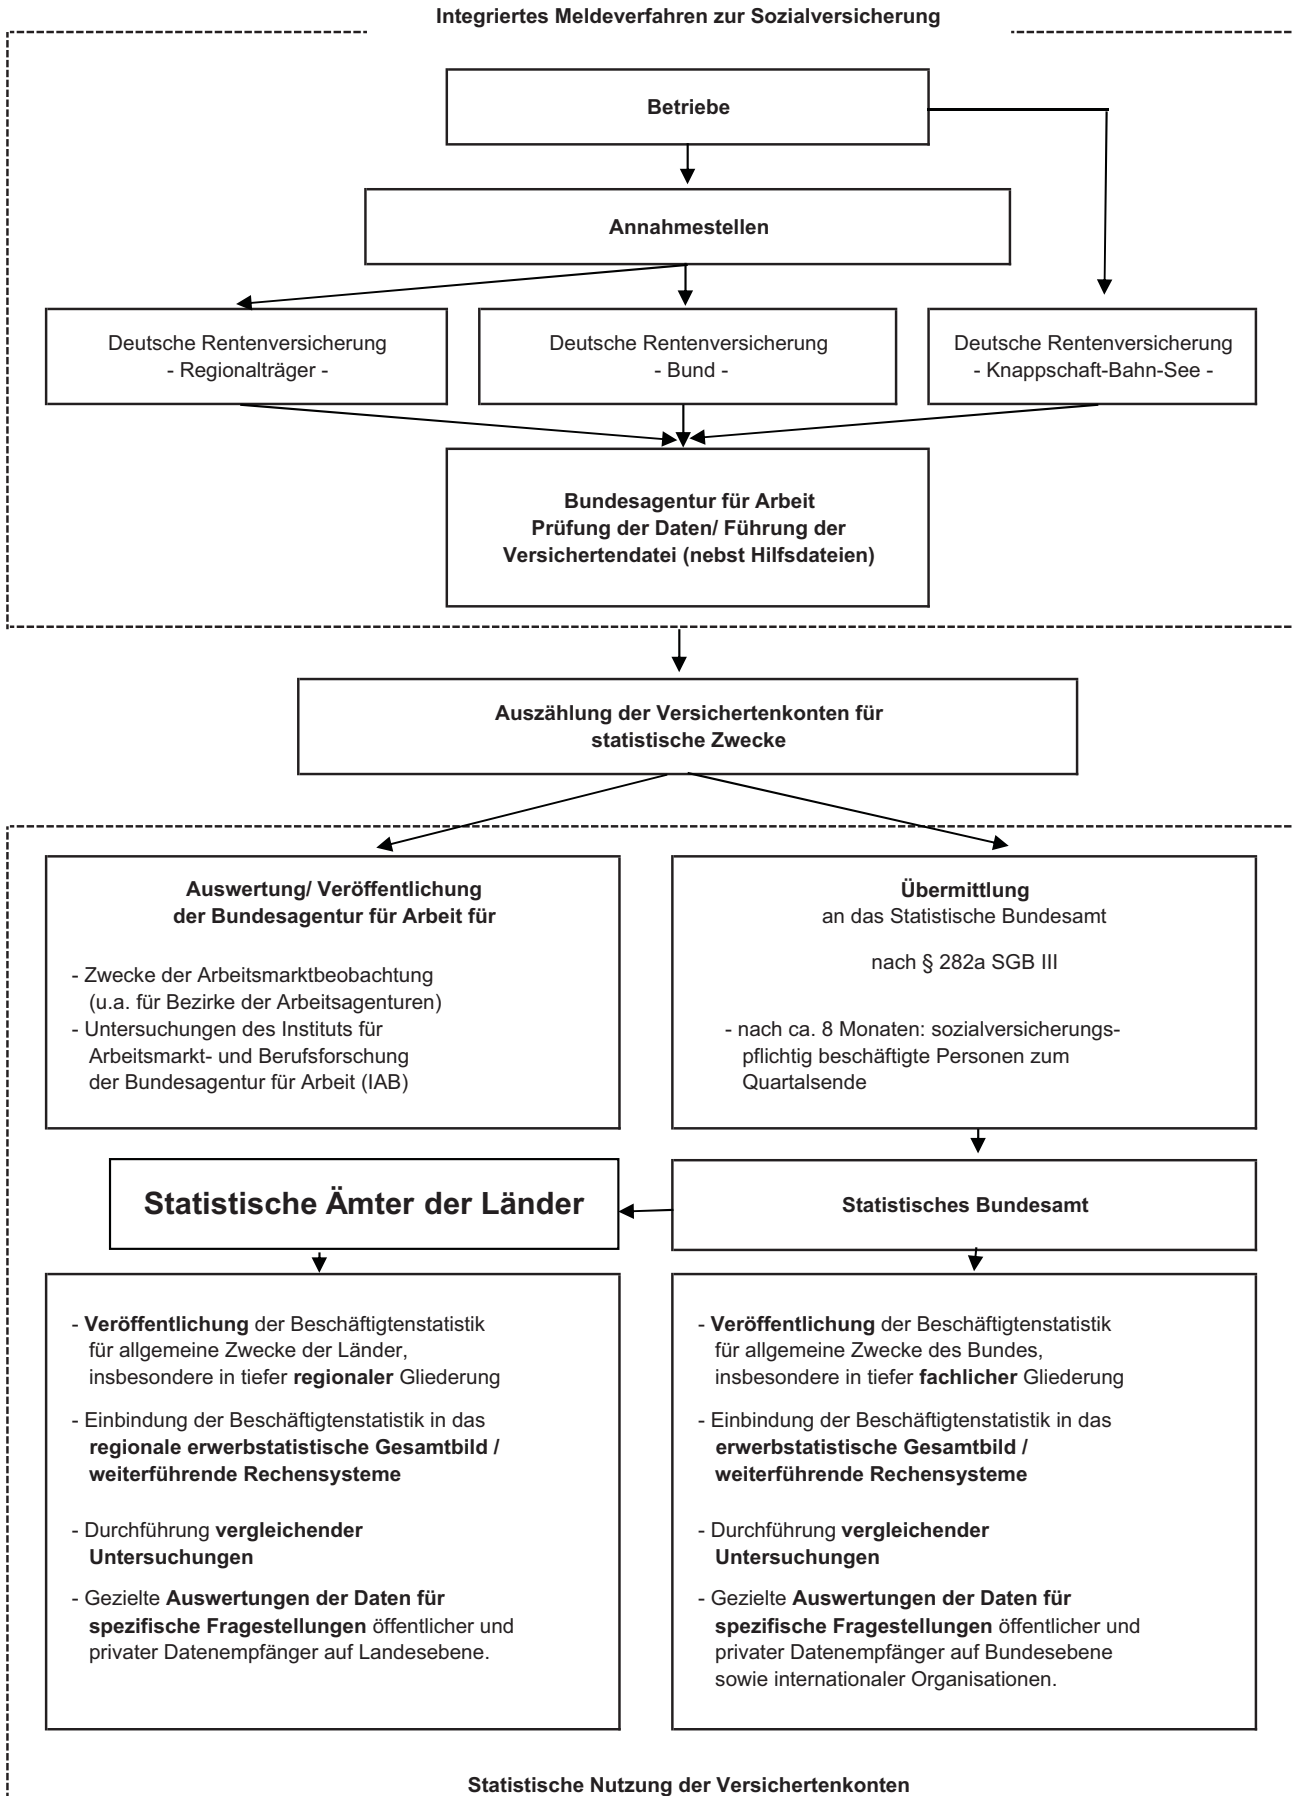 Integriertes Meldeverfahren zur Sozialversicherung
Betriebe
Annahmestellen
Deutsche Rentenversicherung
- Regionalträger -
Deutsche Rentenversicherung
- Bund -
Deutsche Rentenversicherung
- Knappschaft-Bahn-See -
Bundesagentur für Arbeit
Prüfung der Daten/ Führung der
Versichertendatei (nebst Hilfsdateien)
Auszählung der Versichertenkonten für
statistische Zwecke
Auswertung/ Veröffentlichung
der Bundesagentur für Arbeit für
- Zwecke der Arbeitsmarktbeobachtung
(u.a. für Bezirke der Arbeitsagenturen)
- Untersuchungen des Instituts für
Arbeitsmarkt- und Berufsforschung
der Bundesagentur für Arbeit (IAB)
Übermittlung
an das Statistische Bundesamt
nach § 282a SGB III
- nach ca. 8 Monaten: sozialversicherungs-
pflichtig beschäftigte Personen zum
Quartalsende
Statistische Ämter der Länder
Statistisches Bundesamt
- Veröffentlichung der Beschäftigtenstatistik
für allgemeine Zwecke der Länder,
insbesondere in tiefer regionaler Gliederung
- Einbindung der Beschäftigtenstatistik in das
regionale erwerbstatistische Gesamtbild /
weiterführende Rechensysteme
- Durchführung vergleichender
Untersuchungen
- Gezielte Auswertungen der Daten für
spezifische Fragestellungen öffentlicher und
privater Datenempfänger auf Landesebene.
- Veröffentlichung der Beschäftigtenstatistik
für allgemeine Zwecke des Bundes,
insbesondere in tiefer fachlicher Gliederung
- Einbindung der Beschäftigtenstatistik in das
erwerbstatistische Gesamtbild /
weiterführende Rechensysteme
- Durchführung vergleichender
Untersuchungen
- Gezielte Auswertungen der Daten für
spezifische Fragestellungen öffentlicher und
privater Datenempfänger auf Bundesebene
sowie internationaler Organisationen.
Statistische Nutzung der Versichertenkonten